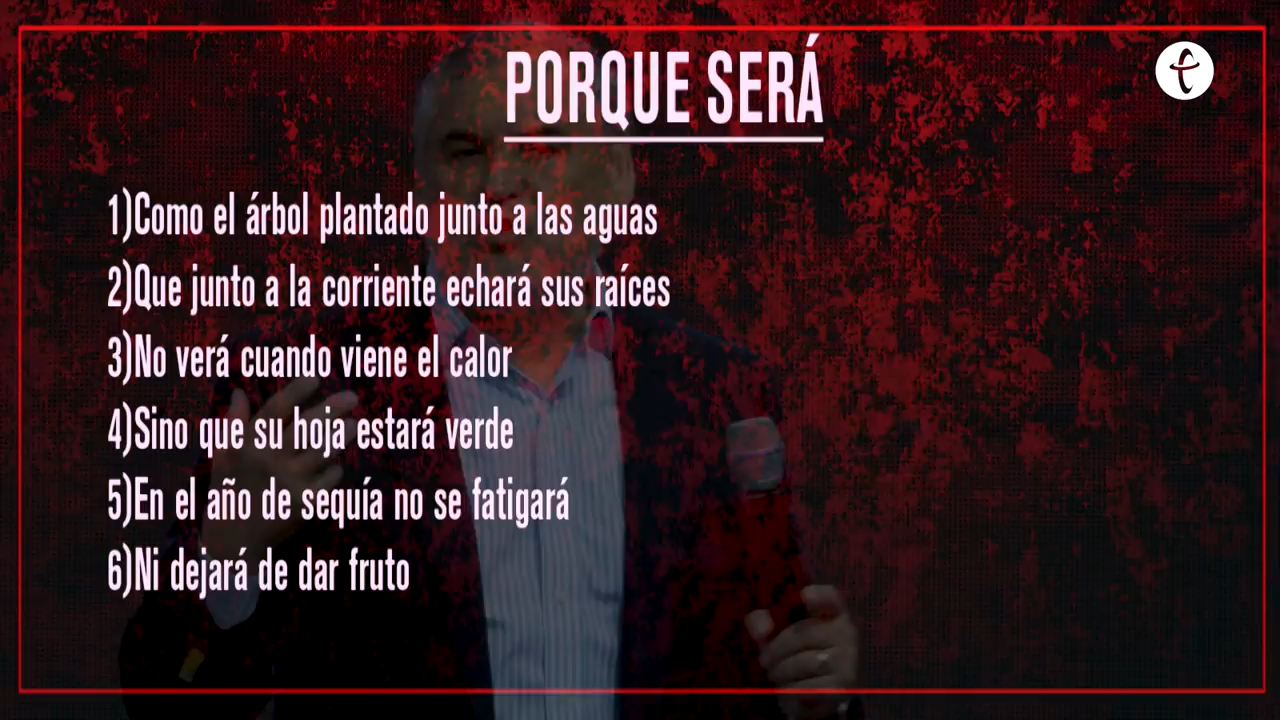 PORQUE SERÁ
1)Como el árbol plantado junto a las aguas
2)Que junto a la corriente echará sus raíces
3)No verá cuando viene el calor
4)Sino que su hoja estará verde
5)En el año de sequía no se fatigará
6)Ni dejará de dar fruto